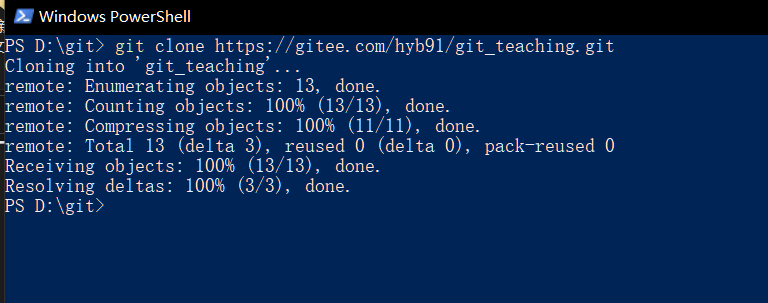 Windows PowerShell
PS D:\git> git clone https://gitee.com/hyb91/git_teaching.git
Cloning into 'git_teaching'...
remote: Enumerating objects: 13, done.
remote: Counting objects: 100% (13/13), done.
remote: Compressing objects: 100% (11/11), done.
remote: Total 13 (delta 3), reused 0 (delta 0), pack-reused 0
Receiving objects: 100% (13/13), done.
Resolving deltas: 100% (3/3), done.
PS D:\git>